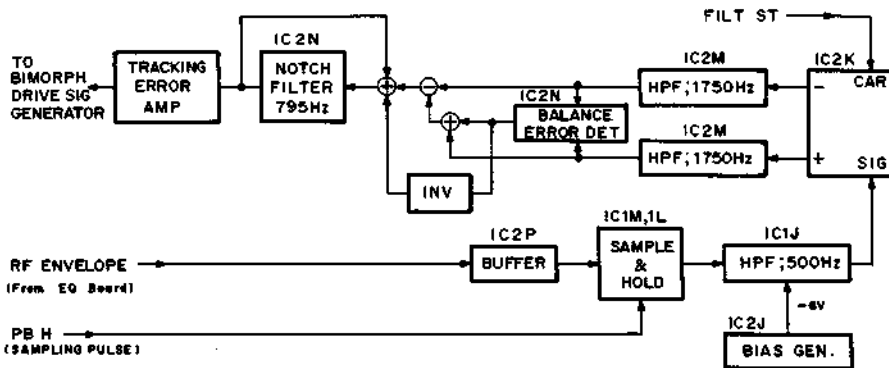 FILT ST
IC2N
IC2M
IC2K
TO
BIMORPH
DRIVE SIG
GENERATOR
TRACKING
ERROR
AMP
NOTCH
FILTER
795Hz
+
−
HPF;1750Hz
−
CAR
IC2N
+
BALANCE
ERROR DET
IC2M
HPF;1750Hz
+
SIG
INV
IC1M,1L
IC2P
IC1J
RF ENVELOPE
(From EQ Board)
BUFFER
SAMPLE
&
HOLD
HPF;500Hz
-6V
PB H
(SAMPLING PULSE)
IC2J
BIAS GEN.